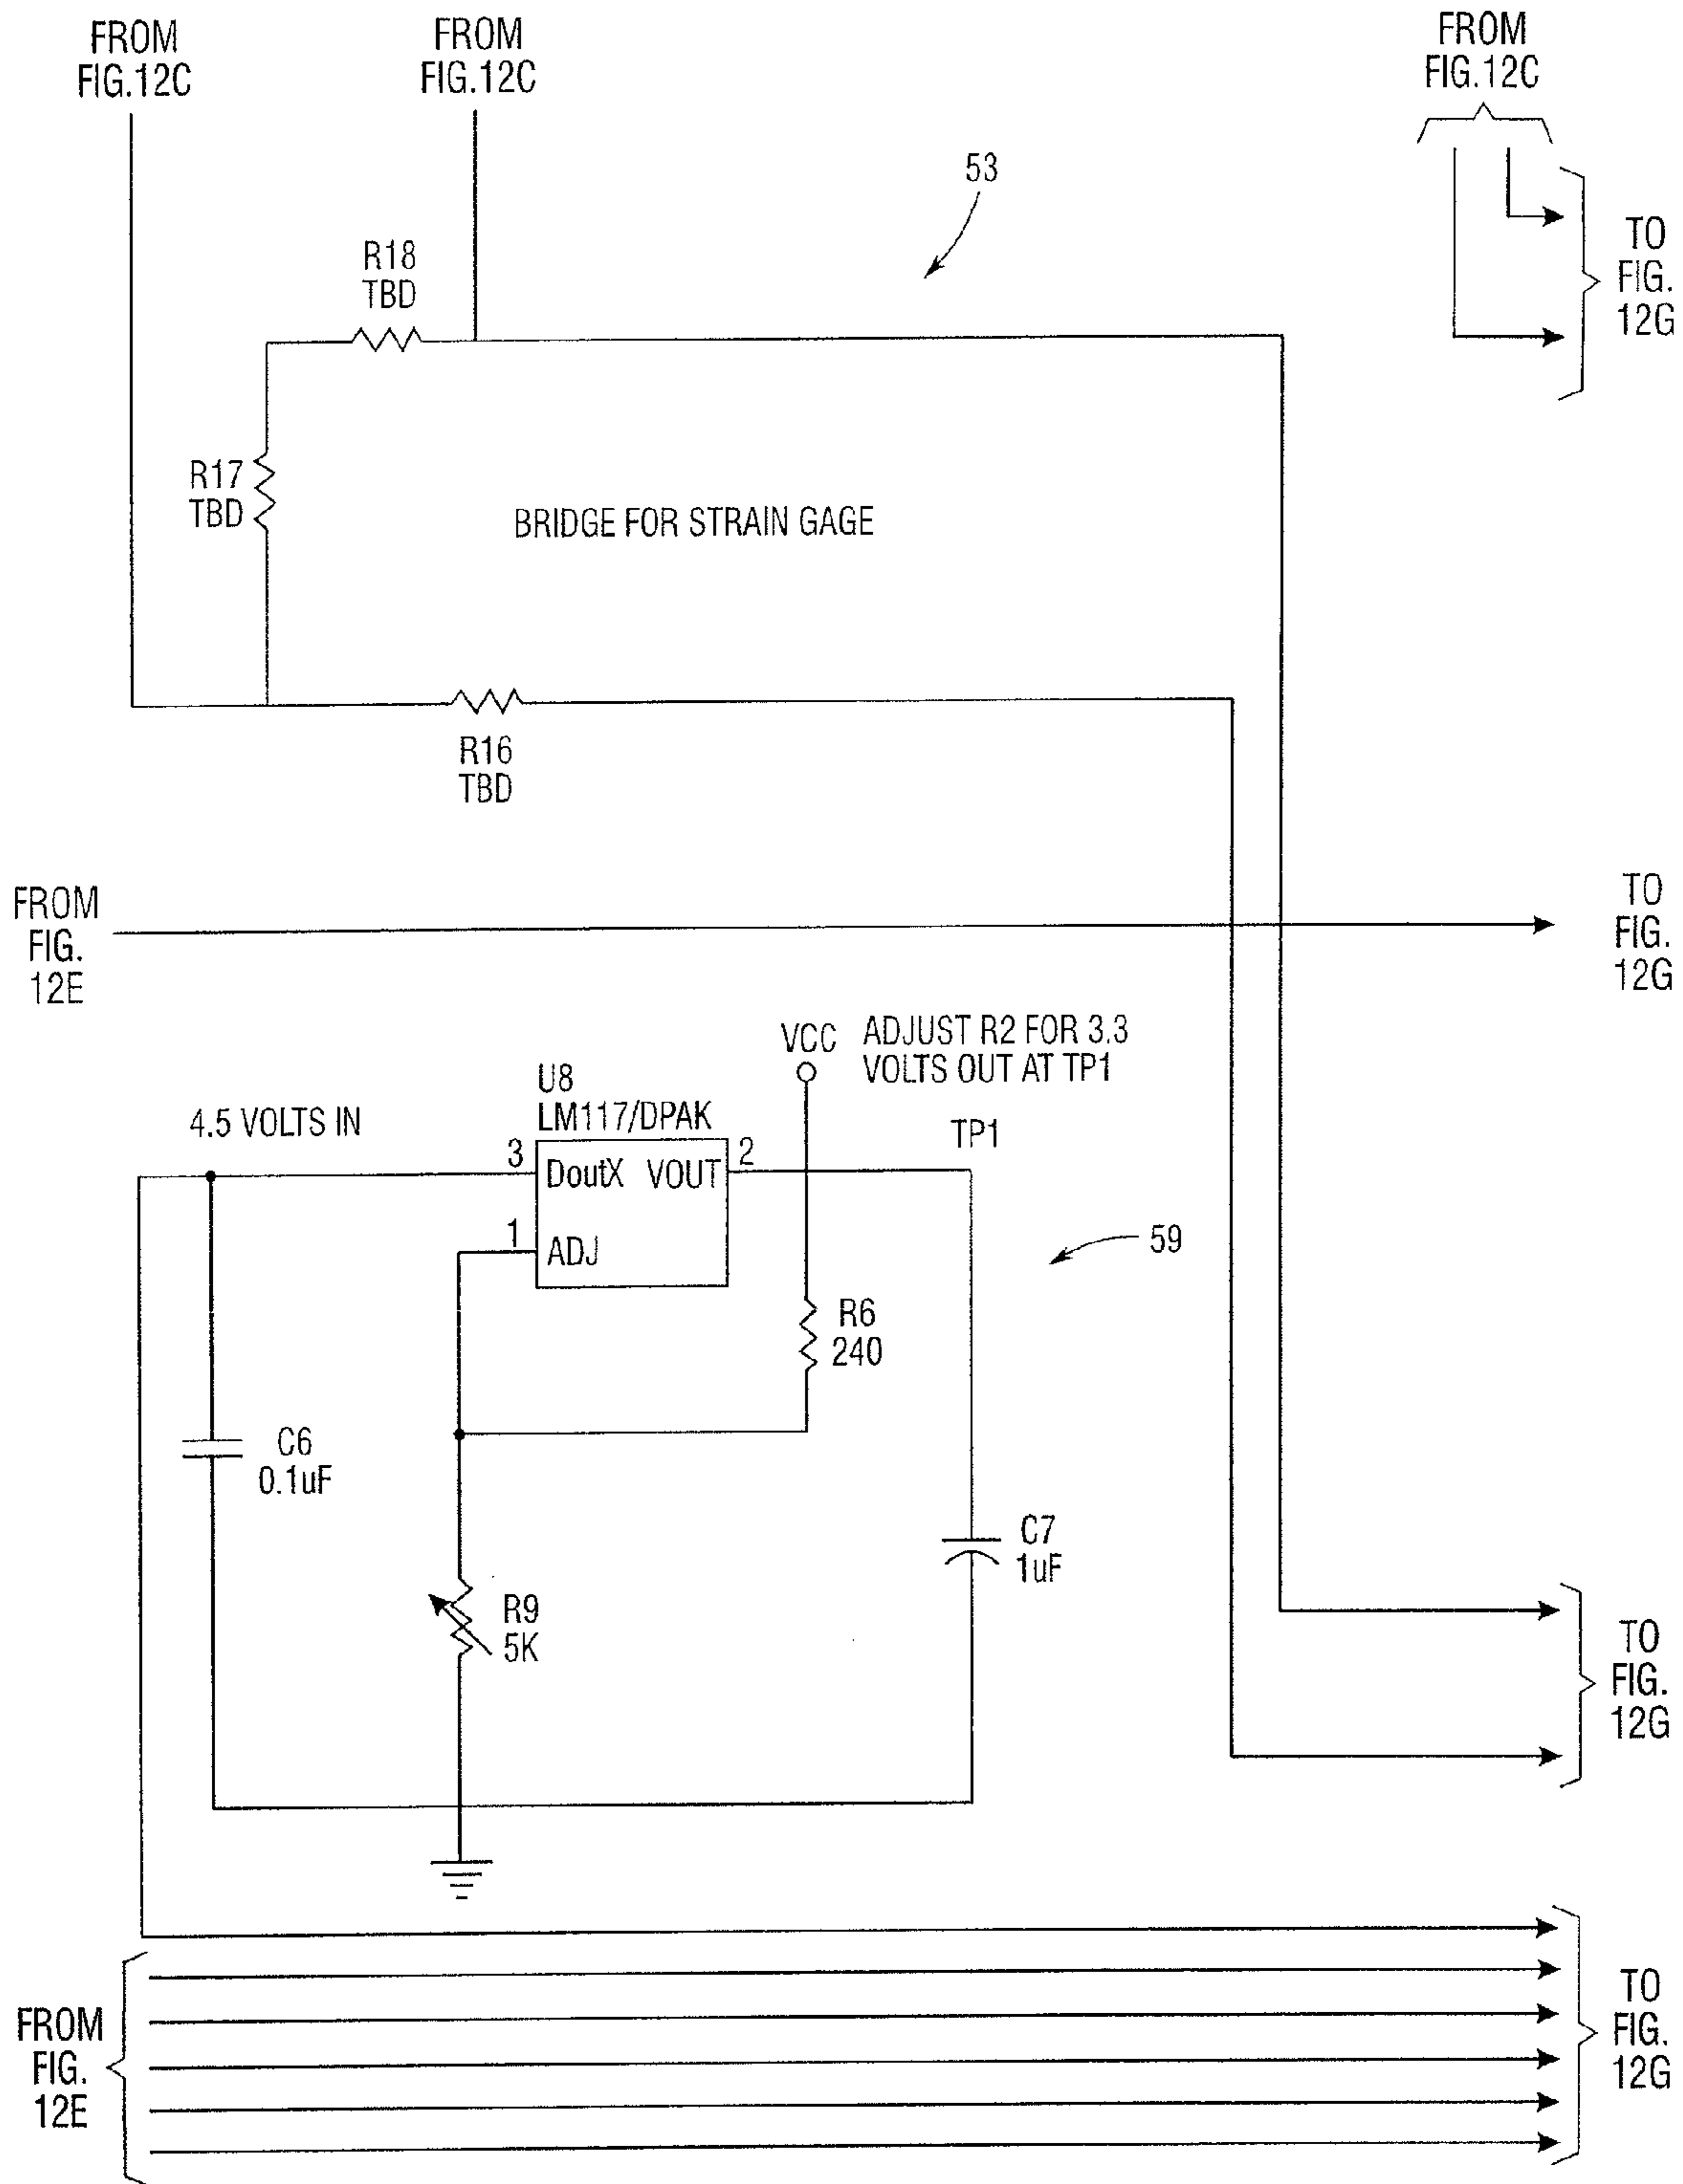 FROM
FIG.12C
FROM
FIG.12C
FROM
FIG.12C
53
TO
FIG.
12G
R18
TBD
R17
TBD
BRIDGE FOR STRAIN GAGE
R16
TBD
FROM
FIG.
12E
TO
FIG.
12G
VCC
ADJUST R2 FOR 3.3
VOLTS OUT AT TP1
U8
LM117/DPAK
4.5 VOLTS IN
TP1
3
DoutX VOUT
2
1
ADJ
59
R6
240
C6
0.1uF
C7
1uF
R9
5K
TO
FIG.
12G
FROM
FIG.
12E
TO
FIG.
12G